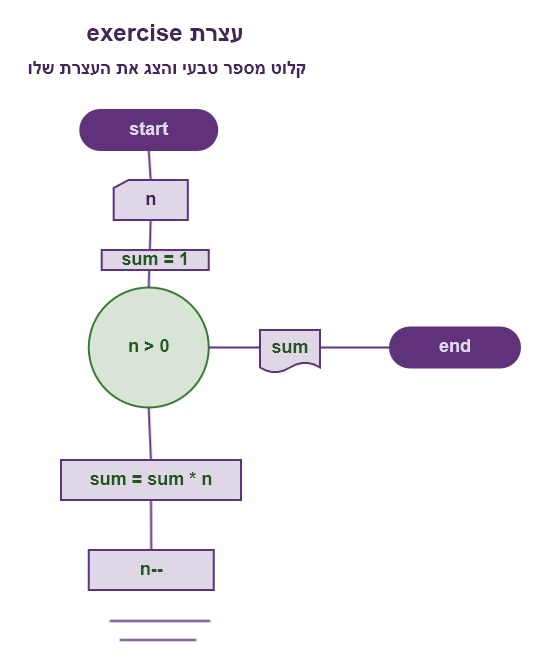 עצרת exercise
קלוט מספר טבעי והצג את העצרת שלו
start
n
sum = 1
n > 0
sum
end
sum = sum * n
n--